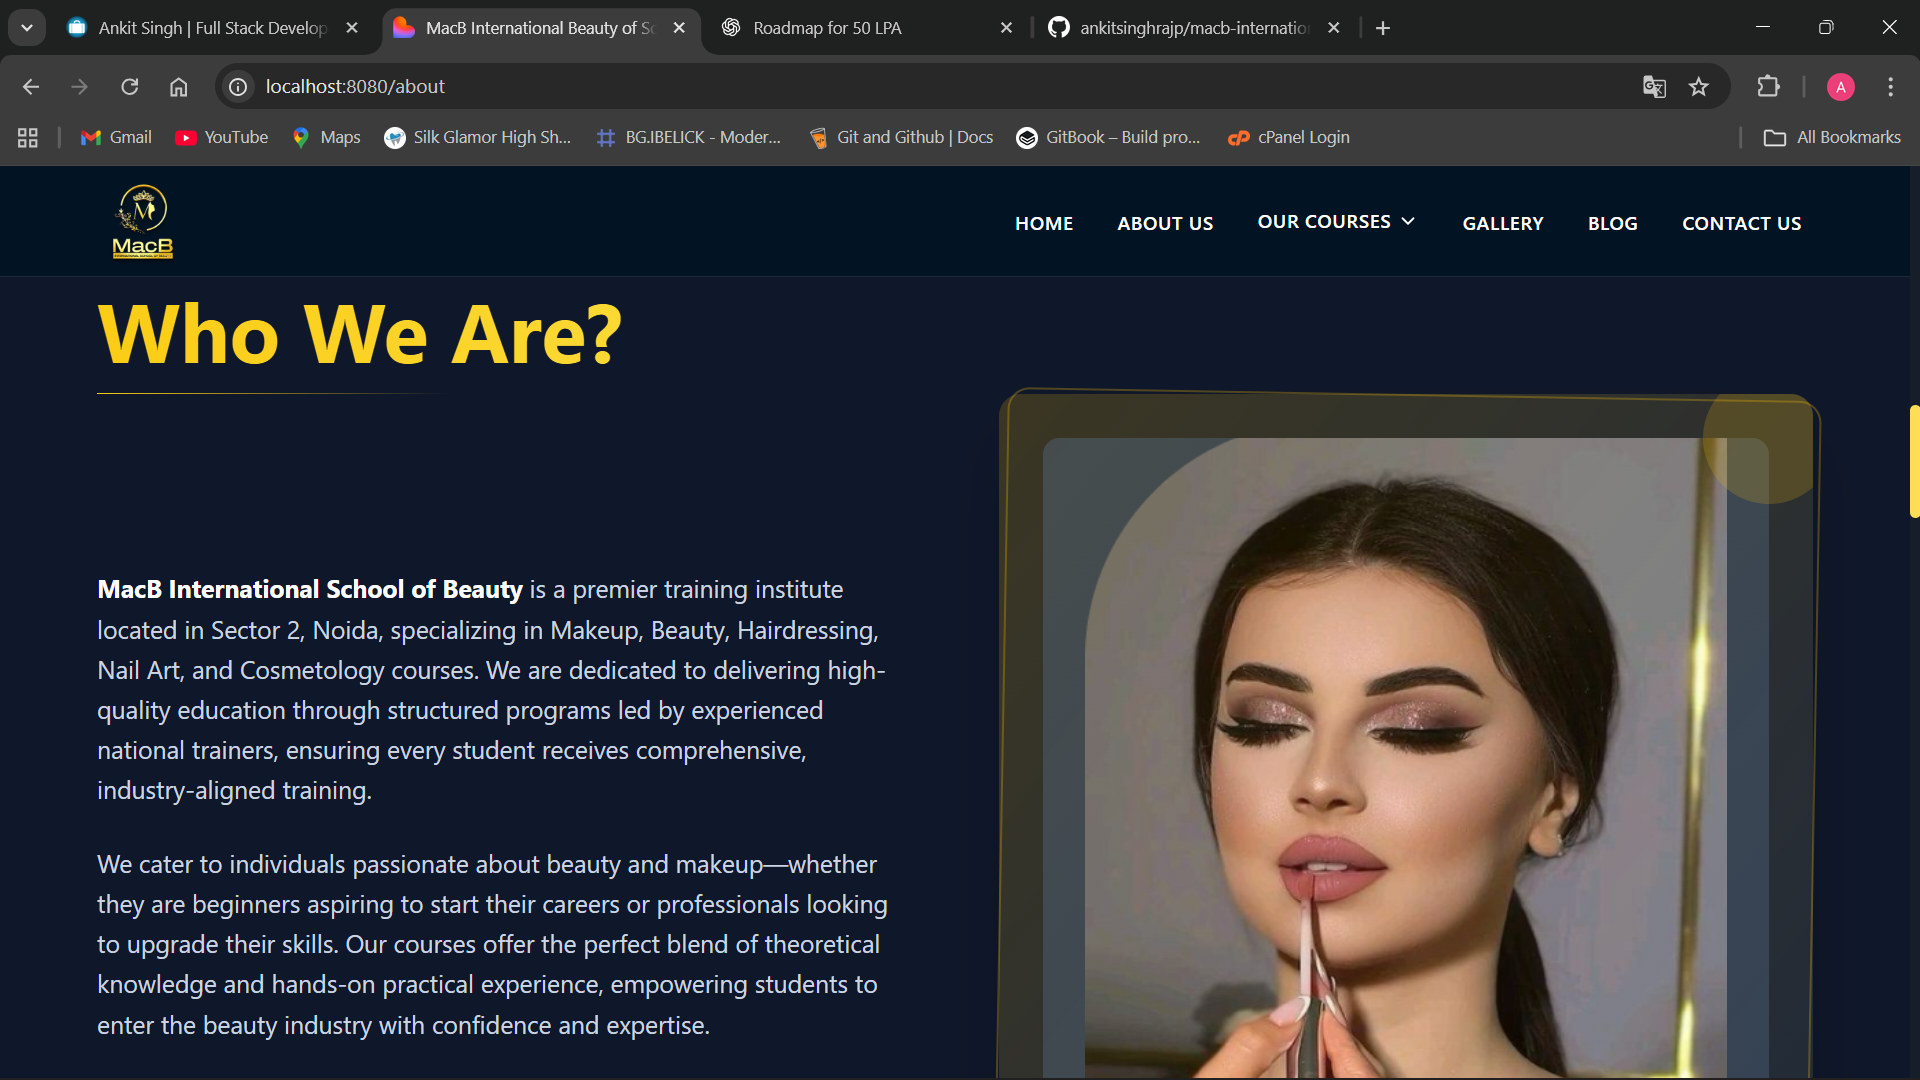 Ankit Singh | Full Stack Develop
MacB International Beauty of Sc
Roadmap for 50 LPA
ankitsinghrajp/macb-internatio
localhost:8080/about
A
Gmail
YouTube
Maps
Silk Glamor High Sh...
BG.IBELICK - Moder...
Git and Github | Docs
GitBook – Build pro...
cPanel Login
All Bookmarks
M
MacB
INTERNATIONAL SCHOOL OF BEAUTY
HOME
ABOUT US
OUR COURSES
GALLERY
BLOG
CONTACT US
Who We Are?
MacB International School of Beauty is a premier training institute
located in Sector 2, Noida, specializing in Makeup, Beauty, Hairdressing,
Nail Art, and Cosmetology courses. We are dedicated to delivering high-
quality education through structured programs led by experienced
national trainers, ensuring every student receives comprehensive,
industry-aligned training.
We cater to individuals passionate about beauty and makeup—whether
they are beginners aspiring to start their careers or professionals looking
to upgrade their skills. Our courses offer the perfect blend of theoretical
knowledge and hands-on practical experience, empowering students to
enter the beauty industry with confidence and expertise.